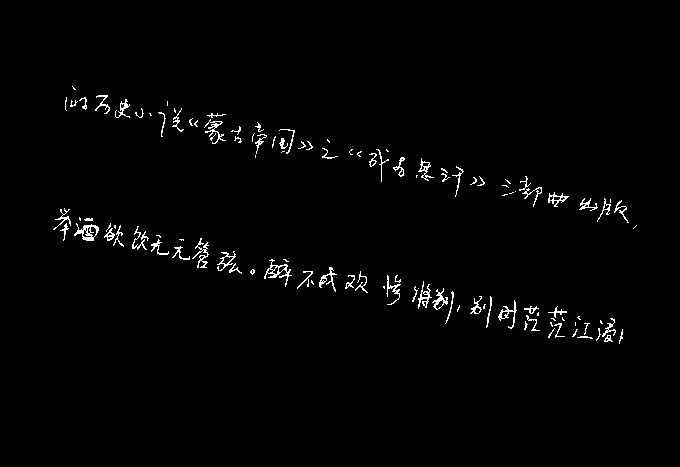 的历史小说《蒙古帝国》之《成吉思汗》三部曲出版,
举酒欲饮无无管弦。醉不成欢惨将别,别时茫茫江浸